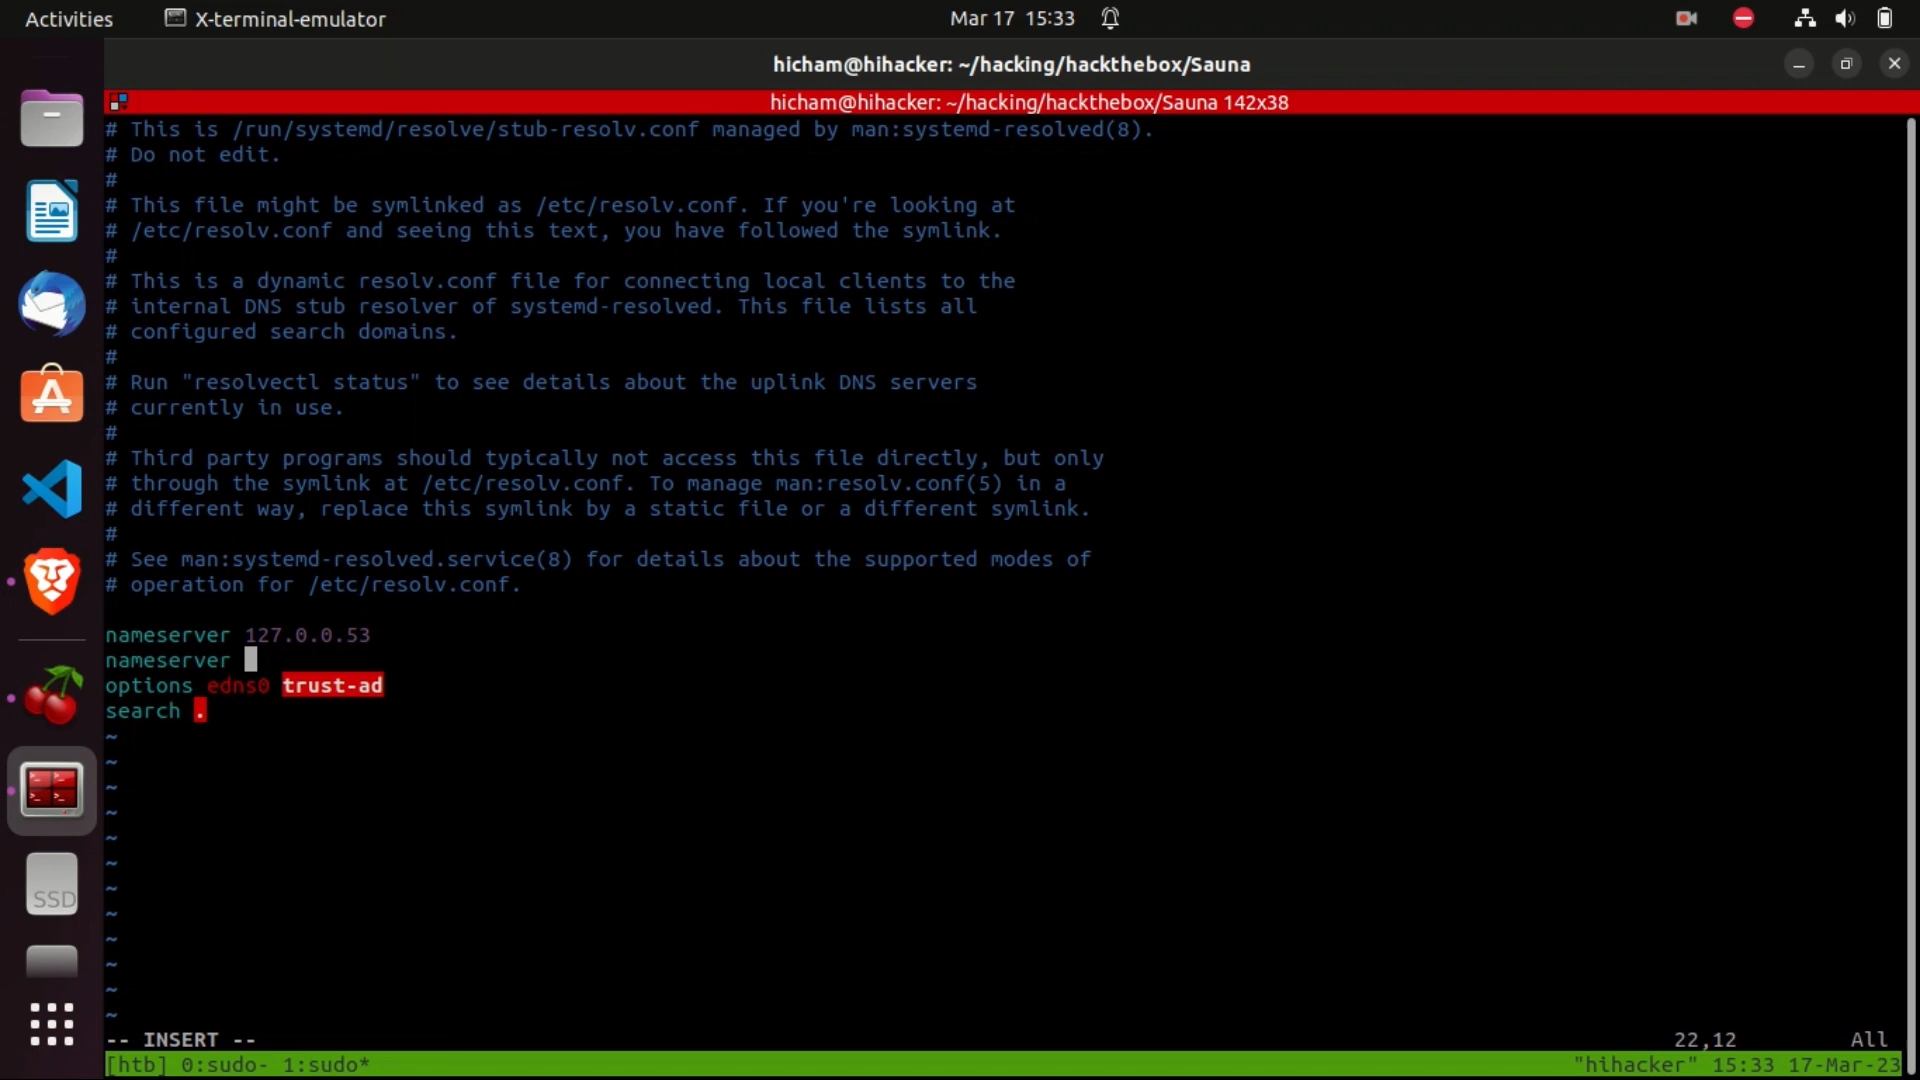 Activities
X-terminal-emulator
Mar 17 15:33
hicham@hihacker: ~/hacking/hackthebox/Sauna
hicham@hihacker: ~/hacking/hackthebox/Sauna 142x38
# This is /run/systemd/resolve/stub-resolv.conf managed by man:systemd-resolved(8).
# Do not edit.
#
# This file might be symlinked as /etc/resolv.conf. If you're looking at
# /etc/resolv.conf and seeing this text, you have followed the symlink.
#
# This is a dynamic resolv.conf file for connecting local clients to the
# internal DNS stub resolver of systemd-resolved. This file lists all
# configured search domains.
#
# Run "resolvectl status" to see details about the uplink DNS servers
# currently in use.
#
# Third party programs should typically not access this file directly, but only
# through the symlink at /etc/resolv.conf. To manage man:resolv.conf(5) in a
# different way, replace this symlink by a static file or a different symlink.
#
# See man:systemd-resolved.service(8) for details about the supported modes of
# operation for /etc/resolv.conf.
nameserver 127.0.0.53
nameserver
options edns0 trust-ad
search .
~
~
~
~
~
~
~
~
~
~
~
~
-- INSERT -- 22,12 All
[htb] 0:sudo- 1:sudo* "hihacker" 15:33 17-Mar-23
SSD